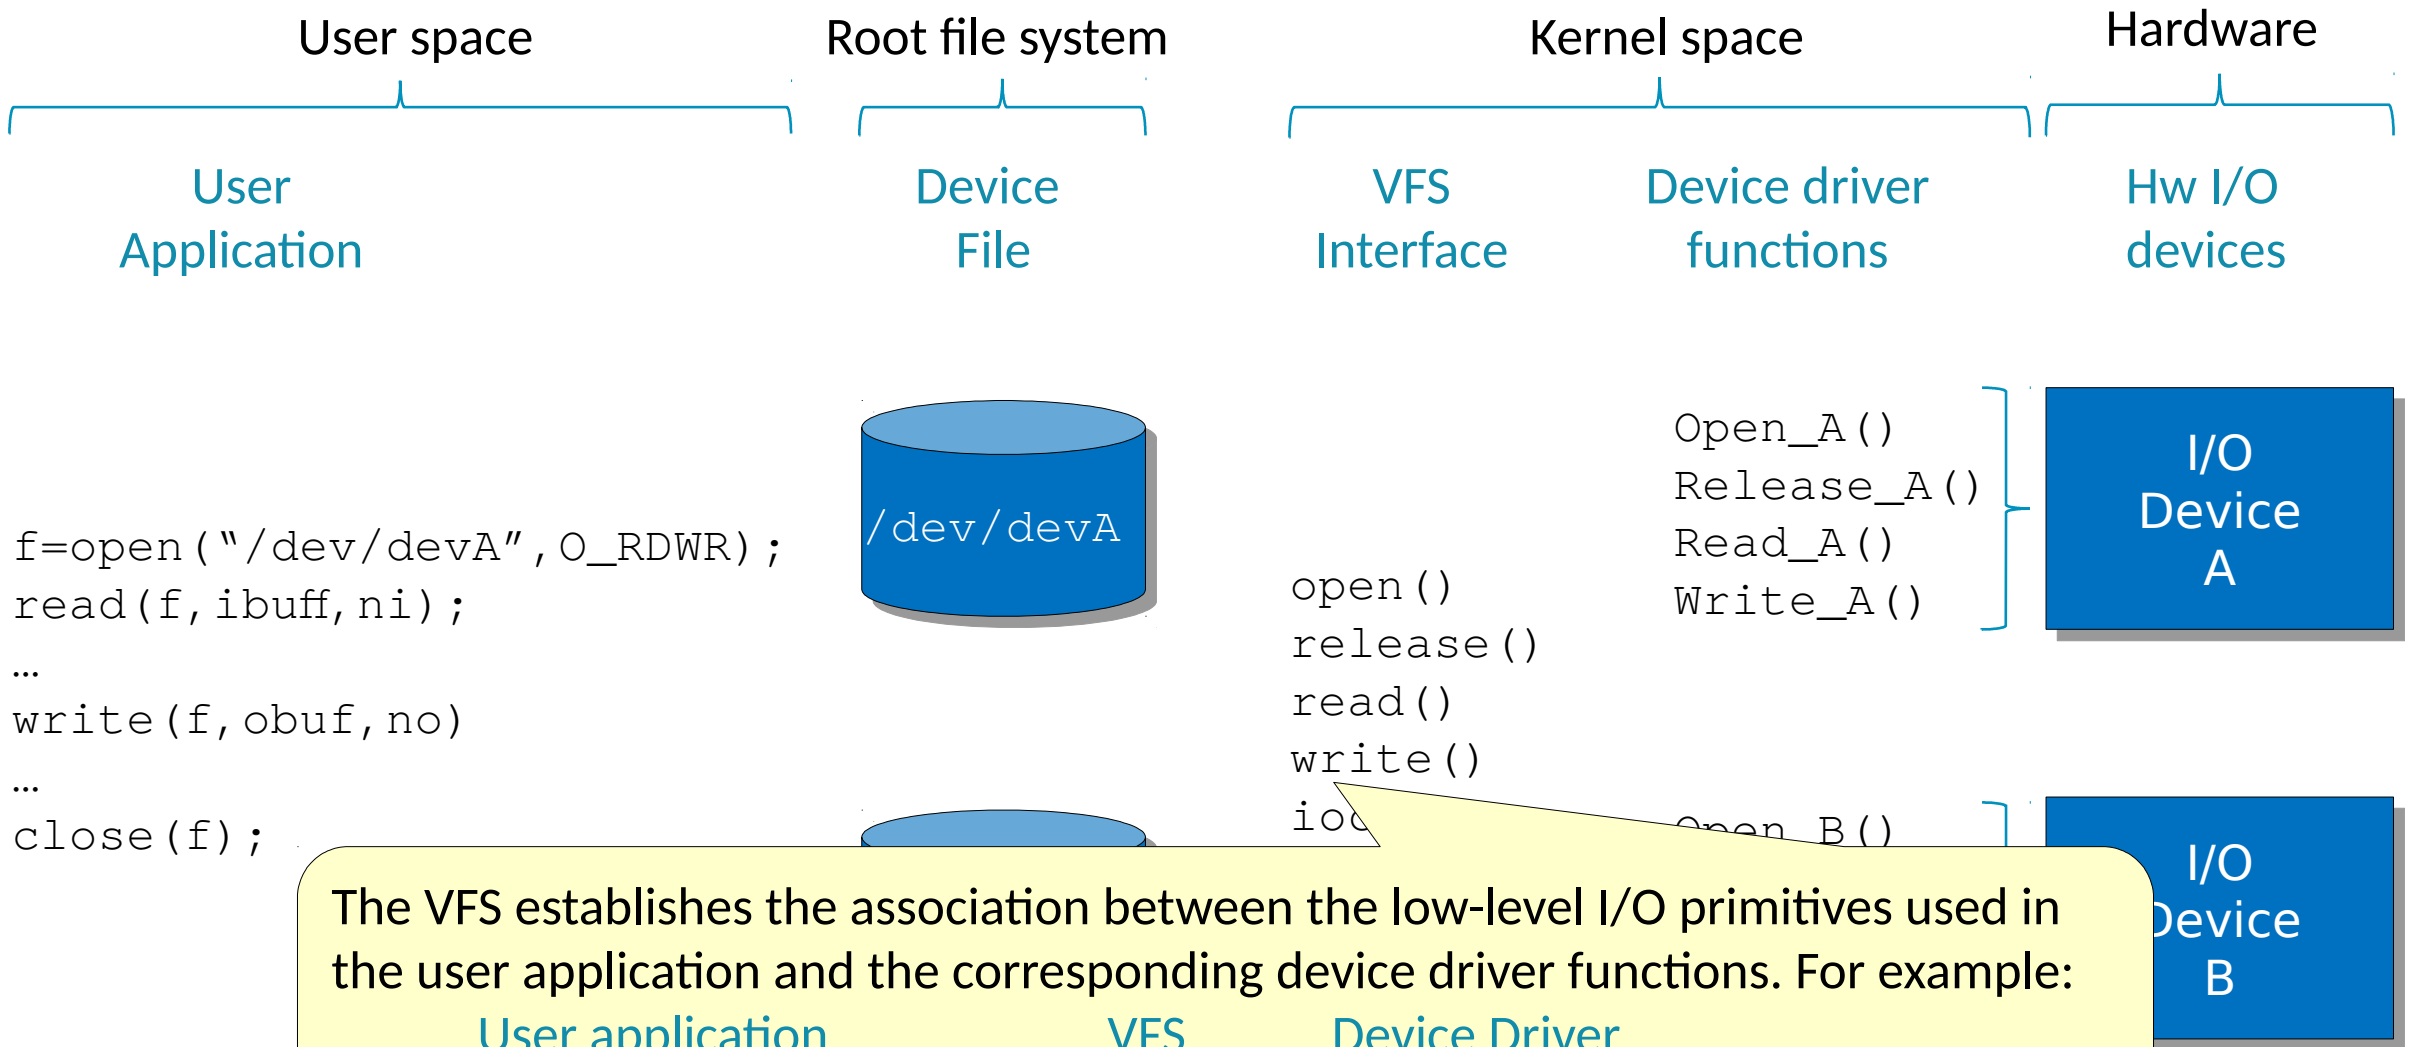 User space
Root file system
Kernel space
Hardware
User
Application
Device
File
VFS
Interface
Device driver
functions
Hw I/O
devices
f=open(“/dev/devA”,O_RDWR);
read(f,ibuff,ni);
…
write(f,obuf,no)
…
close(f);
/dev/devA
open()
release()
read()
write()
Open_A()
Release_A()
Read_A()
Write_A()
I/O
Device
A
Open_B()
I/O
Device
B
The VFS establishes the association between the low-level I/O primitives used in
the user application and the corresponding device driver functions. For example:
User application
VFS
Device Driver